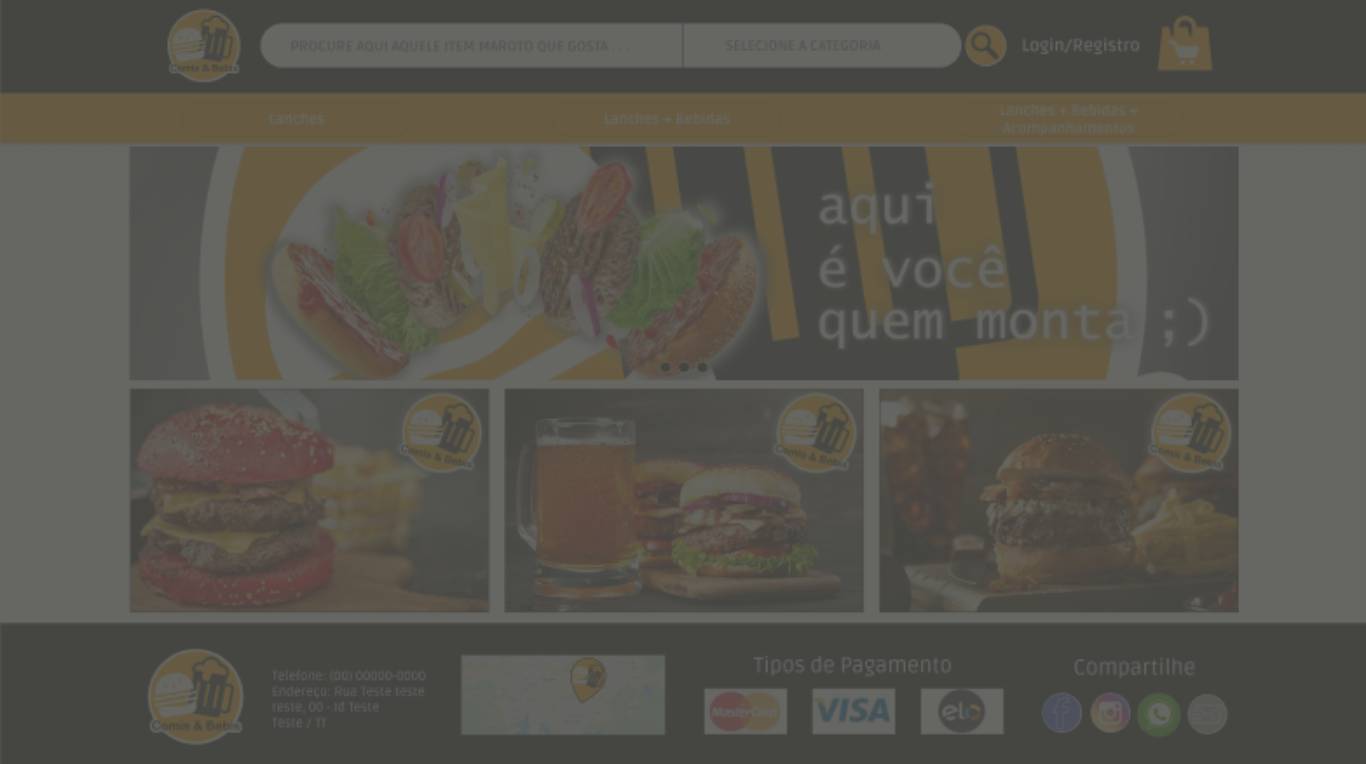 Comis & Bebis
PROCURE AQUI AQUELE ITEM MAROTO QUE GOSTA . . .
SELECIONE A CATEGORIA
Login/Registro
Lanches
Lanches + Bebidas
Lanches + Bebidas +
Acompanhamentos
aqui
é você
quem monta ;)
Comis & Bebis
Comis & Bebis
Comis & Bebis
Comis & Bebis
Telefone: (00) 00000-0000
Endereço: Rua Teste teste
teste, 00 - Jd Teste
Teste / TT
Tipos de Pagamento
MasterCard
VISA
elo
Compartilhe